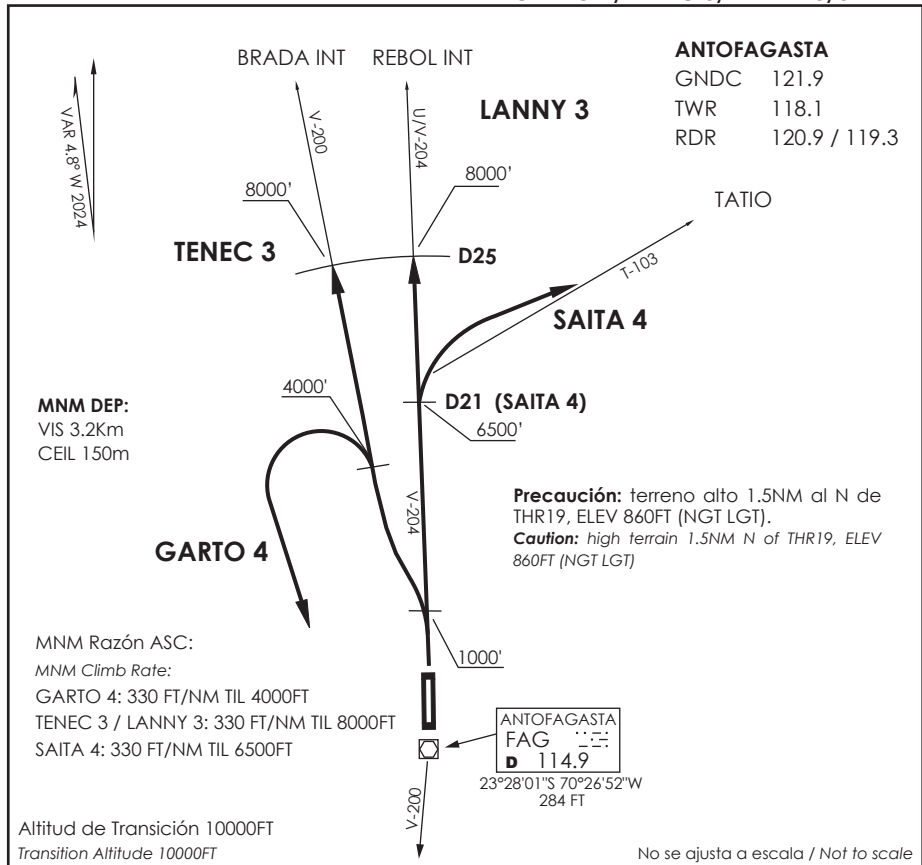 BRADA INT
REBOL INT
LANNY 3
ANTOFAGASTA
GNDC 121.9
TWR 118.1
RDR 120.9 / 119.3
VAR 4.8° W 2024
V-200
U/V-204
8000'
8000'
TATIO
TENEC 3
D25
T-103
SAITA 4
4000'
D21 (SAITA 4)
6500'
MNM DEP:
VIS 3.2Km
CEIL 150m
V-204
Precaución: terreno alto 1.5NM al N de
THR19, ELEV 860FT (NGT LGT).
Caution: high terrain 1.5NM N of THR19, ELEV
860FT (NGT LGT)
GARTO 4
1000'
MNM Razón ASC:
MNM Climb Rate:
GARTO 4: 330 FT/NM TIL 4000FT
TENEC 3 / LANNY 3: 330 FT/NM TIL 8000FT
SAITA 4: 330 FT/NM TIL 6500FT
ANTOFAGASTA
FAG
D 114.9
23°28'01"S 70°26'52"W
284 FT
V-200
Altitud de Transición 10000FT
Transition Altitude 10000FT
No se ajusta a escala / Not to scale